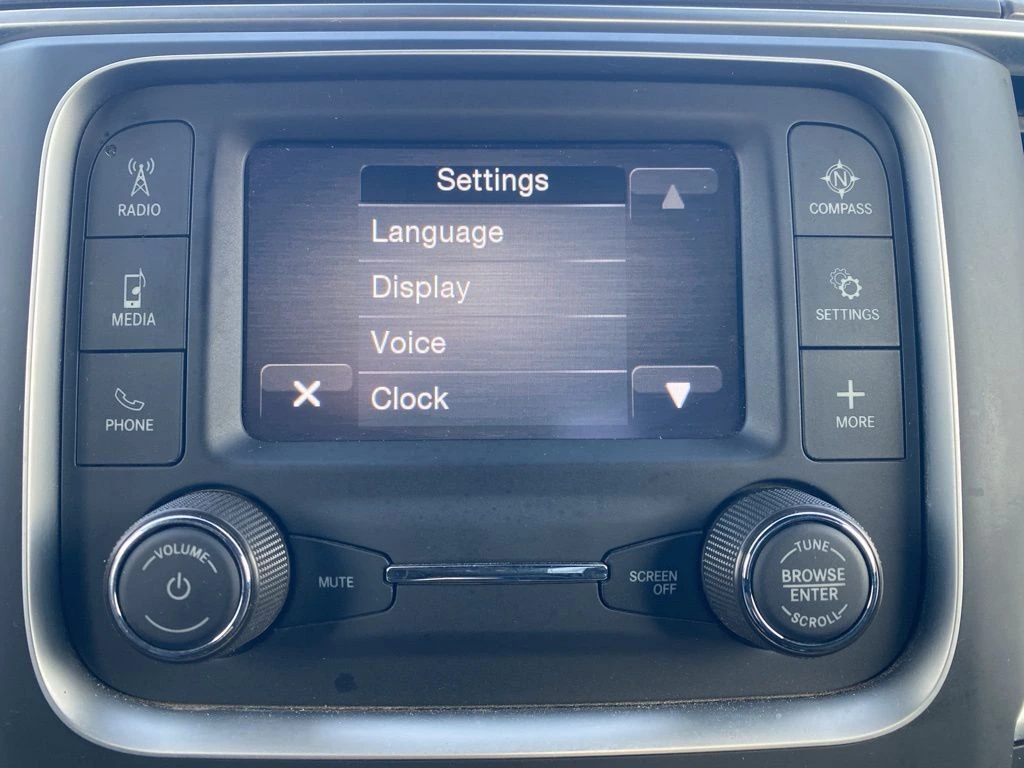 RADIO
MEDIA
PHONE
Settings
Language
Display
Voice
Clock
N
COMPASS
SETTINGS
MORE
VOLUME
MUTE
SCREEN
OFF
TUNE
BROWSE
ENTER
SCROLL